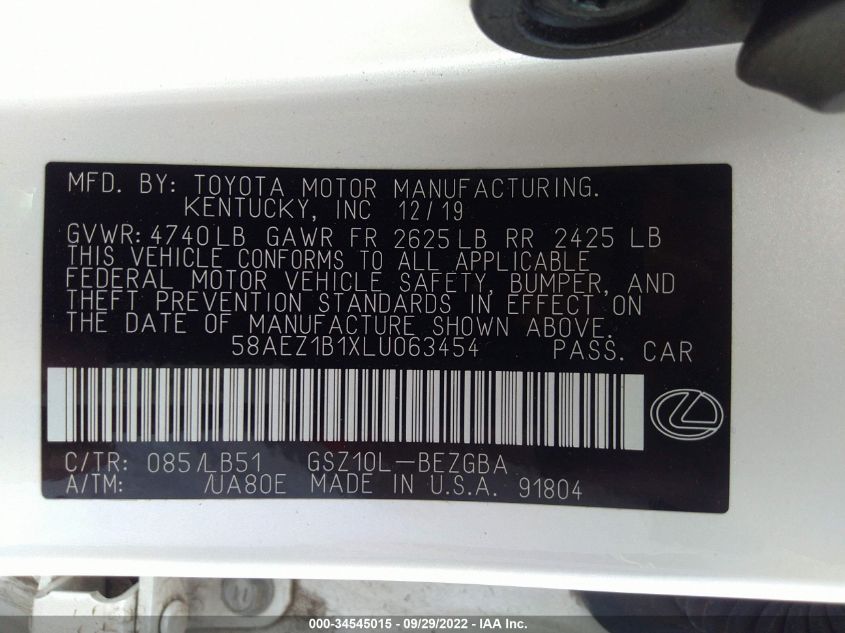 MFD. BY: TOYOTA MOTOR MANUFACTURING.
KENTUCKY, INC 12/19
GVWR: 4740 LB GAWR FR 2625 LB RR 2425 LB
THIS VEHICLE CONFORMS TO ALL APPLICABLE
FEDERAL MOTOR VEHICLE SAFETY, BUMPER, AND
THEFT PREVENTION STANDARDS IN EFFECT ON
THE DATE OF MANUFACTURE SHOWN ABOVE.
58AEZ1B1XLU063454 PASS. CAR
C/TR: 085/LB51 GSZ10L-BEZGBA
A/TM: /UA80E MADE IN U.S.A. 91804
000-34545015 - 09/29/2022 - IAA Inc.